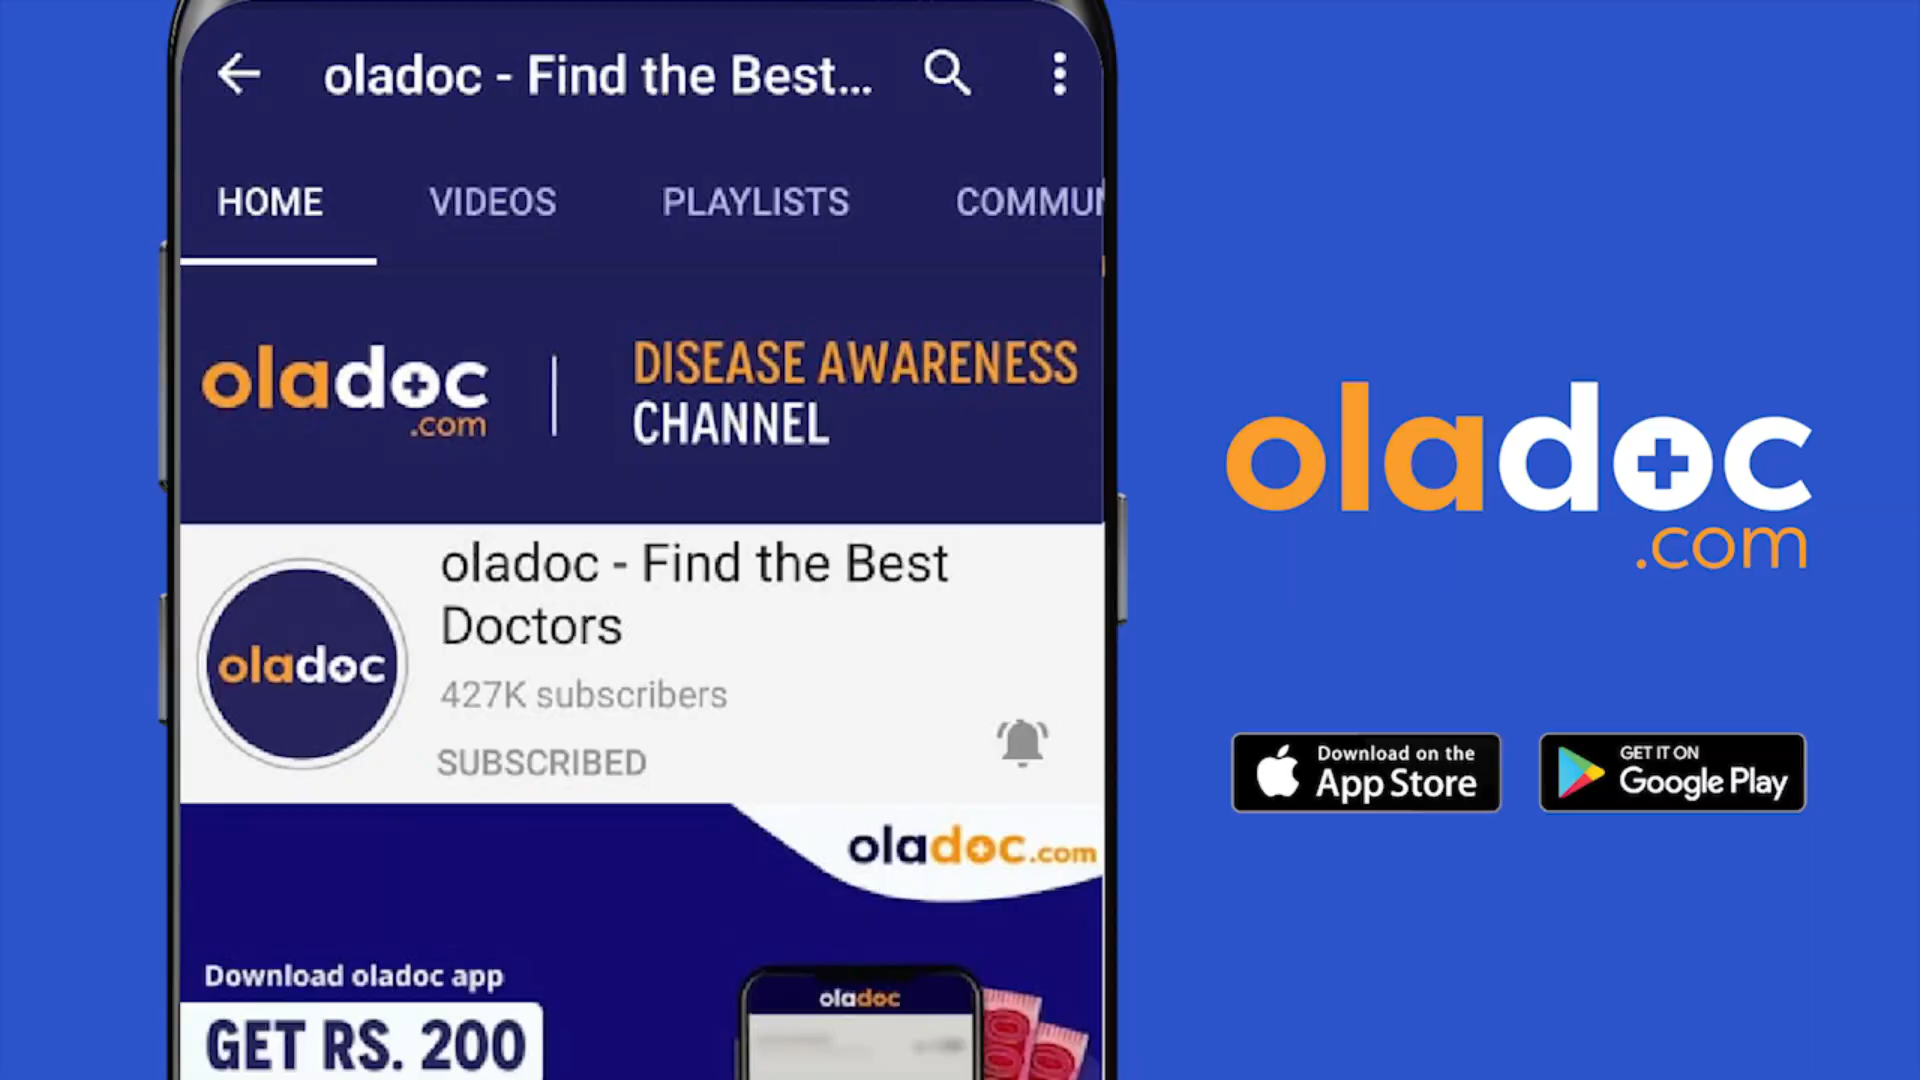 oladoc - Find the Best...
HOME VIDEOS PLAYLISTS COMMUN
oladoc
.com
DISEASE AWARENESS
CHANNEL
oladoc
oladoc - Find the Best
Doctors
427K subscribers
SUBSCRIBED
oladoc.com
Download oladoc app
GET RS. 200
oladoc
oladoc
.com
Download on the
App Store
GET IT ON
Google Play